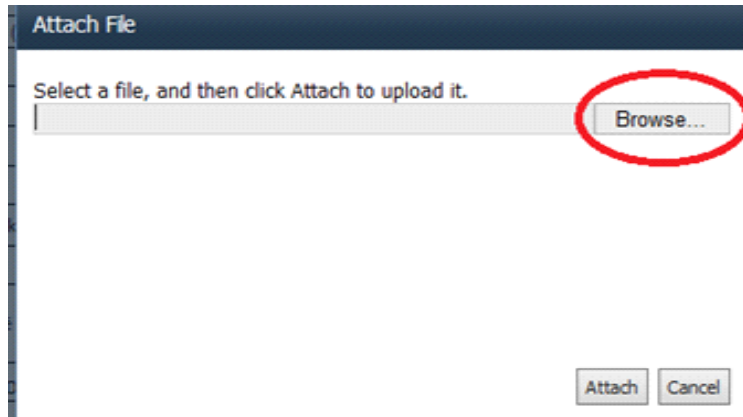 Attach File
Select a file, and then click Attach to upload it.
Browse...
Attach Cancel